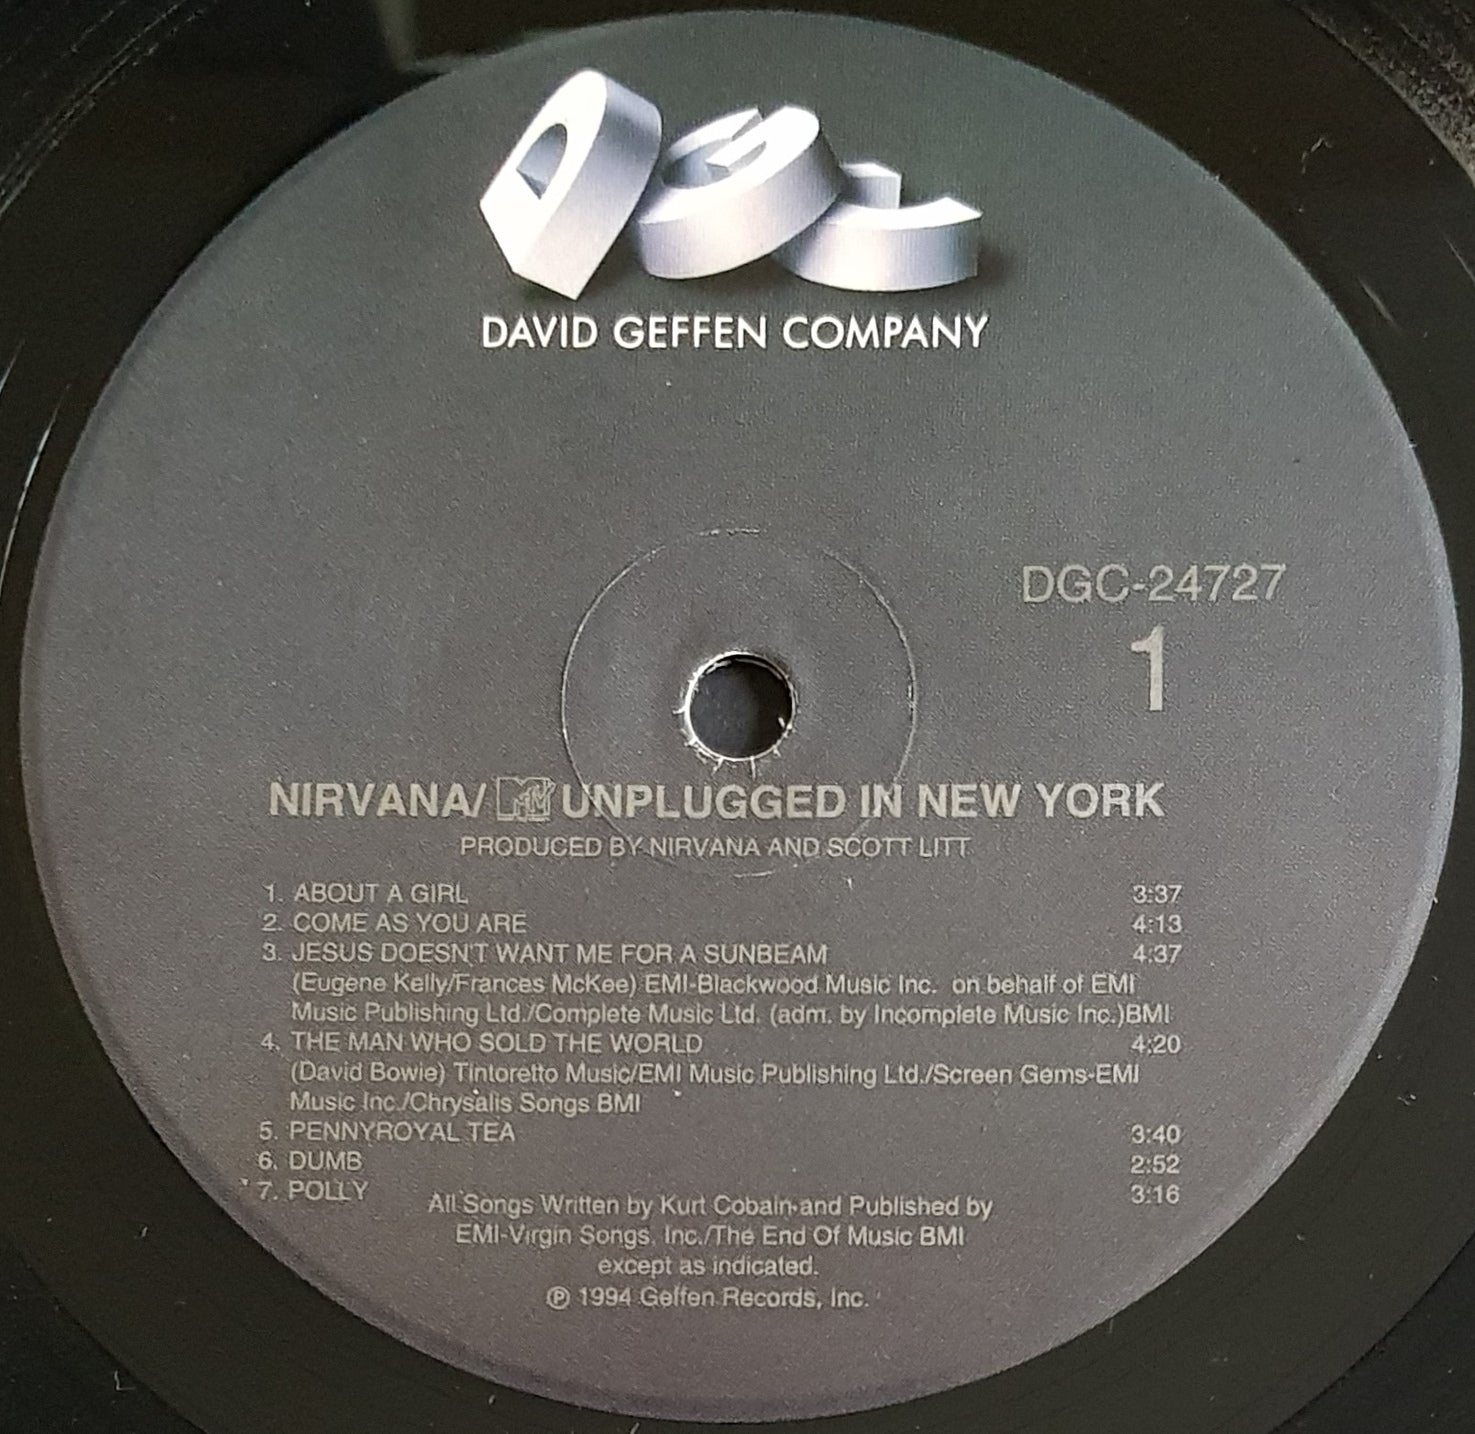 DGC
DAVID GEFFEN COMPANY
DGC-24727
1
NIRVANA/ MTV UNPLUGGED IN NEW YORK
PRODUCED BY NIRVANA AND SCOTT LITT
1. ABOUT A GIRL 3:37
2. COME AS YOU ARE 4:13
3. JESUS DOESN'T WANT ME FOR A SUNBEAM 4:37
(Eugene Kelly/Frances McKee) EMI-Blackwood Music Inc. on behalf of EMI
Music Publishing Ltd./Complete Music Ltd. (adm. by Incomplete Music Inc.)BMI
4. THE MAN WHO SOLD THE WORLD 4:20
(David Bowie) Tintoretto Music/EMI Music Publishing Ltd./Screen Gems-EMI
Music Inc./Chrysalis Songs BMI
5. PENNYROYAL TEA 3:40
6. DUMB 2:52
7. POLLY 3:16
All Songs Written by Kurt Cobain and Published by
EMI-Virgin Songs, Inc./The End Of Music BMI
except as indicated.
℗ 1994 Geffen Records, Inc.